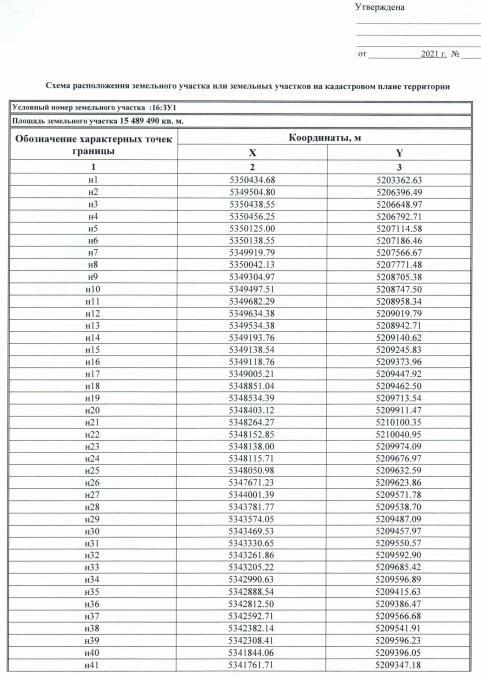 Утверждена
от 2021 г. №
Схема расположения земельного участка или земельных участков на кадастровом плане территории
Условный номер земельного участка :16:ЗУ1
Площадь земельного участка 15 489 490 кв. м.
Обозначение характерных точек границы Координаты, м
X Y
1 2 3
н1 5350434.68 5203362.63
н2 5349504.80 5206396.49
н3 5350438.55 5206648.97
н4 5350456.25 5206792.71
н5 5350125.00 5207114.58
н6 5350138.55 5207186.46
н7 5349919.79 5207566.67
н8 5350042.13 5207771.48
н9 5349304.97 5208705.38
н10 5349497.51 5208747.50
н11 5349682.29 5208958.34
н12 5349634.38 5209019.79
н13 5349534.38 5208942.71
н14 5349193.76 5209140.62
н15 5349138.54 5209245.83
н16 5349118.76 5209373.96
н17 5349005.21 5209447.92
н18 5348851.04 5209462.50
н19 5348534.39 5209713.54
н20 5348403.12 5209911.47
н21 5348264.27 5210100.35
н22 5348152.85 5210040.95
н23 5348138.00 5209974.09
н24 5348115.71 5209676.97
н25 5348050.98 5209632.59
н26 5347671.23 5209623.86
н27 5344001.39 5209571.78
н28 5343781.77 5209538.70
н29 5343574.05 5209487.09
н30 5343469.53 5209457.97
н31 5343330.65 5209550.57
н32 5343261.86 5209592.90
н33 5343205.22 5209685.42
н34 5342990.63 5209596.89
н35 5342888.54 5209415.63
н36 5342812.50 5209386.47
н37 5342592.71 5209566.68
н38 5342382.14 5209541.91
н39 5342308.41 5209596.23
н40 5341844.06 5209396.05
н41 5341761.71 5209347.18